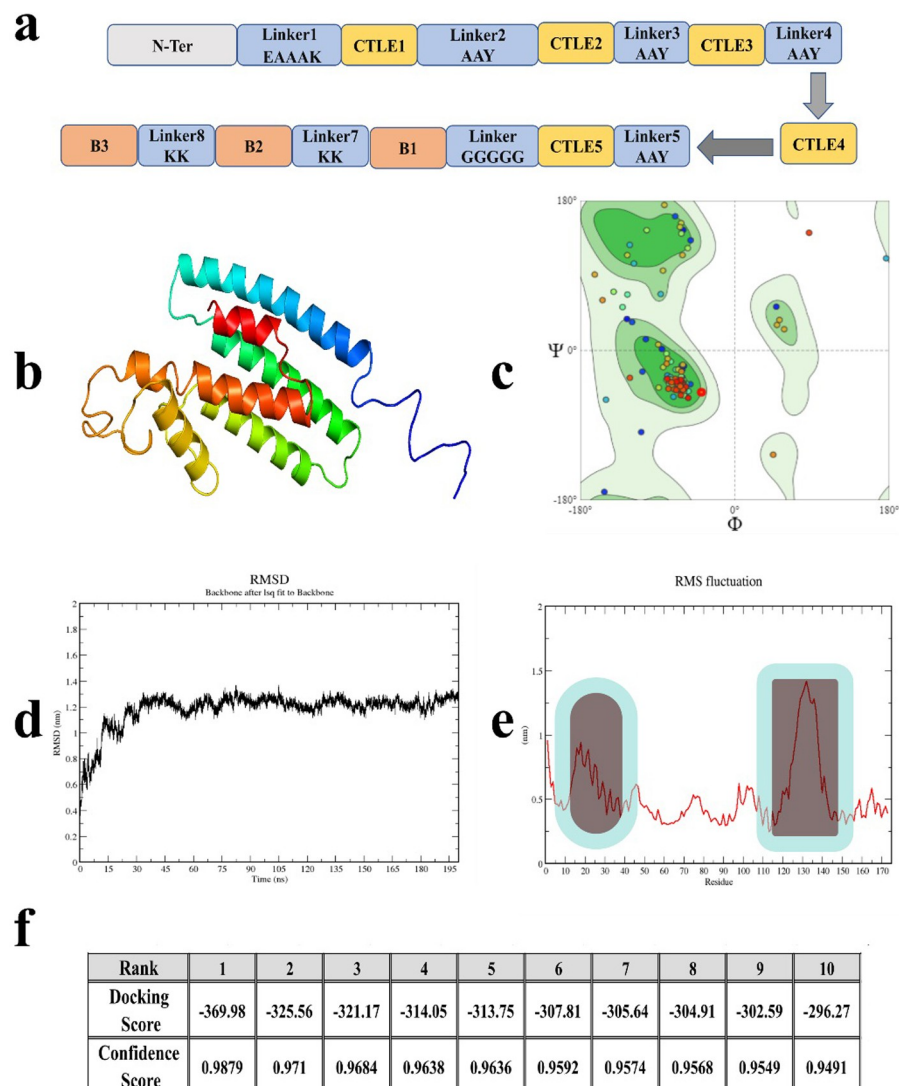 a
N-Ter Linker1 CTLE1 Linker2 CTLE2 Linker3 CTLE3 Linker4
EAAAK AAY AAY AAY
B3 Linker8 B2 Linker7 B1 Linker CTLE5 Linker5 CTLE4
KK KK GGGGG AAY
b
c
180°
Ψ 0°
-180°
-180° 0° 180°
Φ
d
RMSD
Backbone after lsq fit to Backbone
2
1.8
1.6
1.4
1.2
1
0.8
0.6
0.4
0.2
0
RMSD (nm)
0 15 30 45 60 75 90 105 120 135 150 165 180 195
Time (ns)
e
RMS fluctuation
2
1.5
1
0.5
0
(nm)
0 10 20 30 40 50 60 70 80 90 100 110 120 130 140 150 160 170
Residue
f
Rank 1 2 3 4 5 6 7 8 9 10
Docking
Score
-369.98 -325.56 -321.17 -314.05 -313.75 -307.81 -305.64 -304.91 -302.59 -296.27
Confidence
Score
0.9879 0.971 0.9684 0.9638 0.9636 0.9592 0.9574 0.9568 0.9549 0.9491